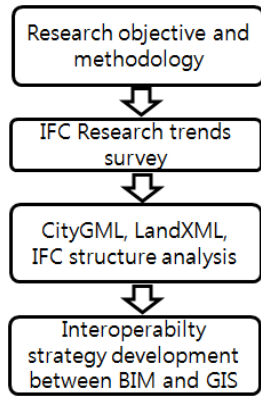 Research objective and
methodology
IFC Research trends
survey
CityGML, LandXML,
IFC structure analysis
Interoperabilty
strategy development
between BIM and GIS